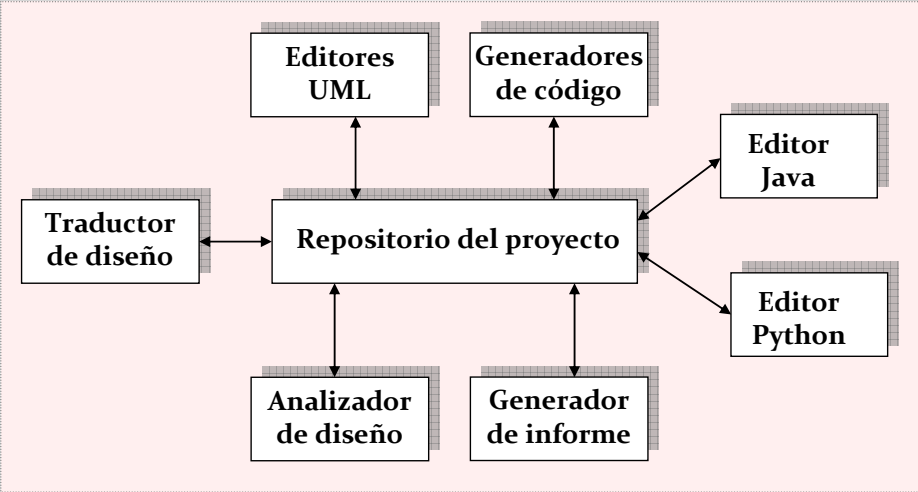 Editores
UML
Generadores
de código
Editor
Java
Traductor
de diseño
Repositorio del proyecto
Editor
Python
Analizador
de diseño
Generador
de informe